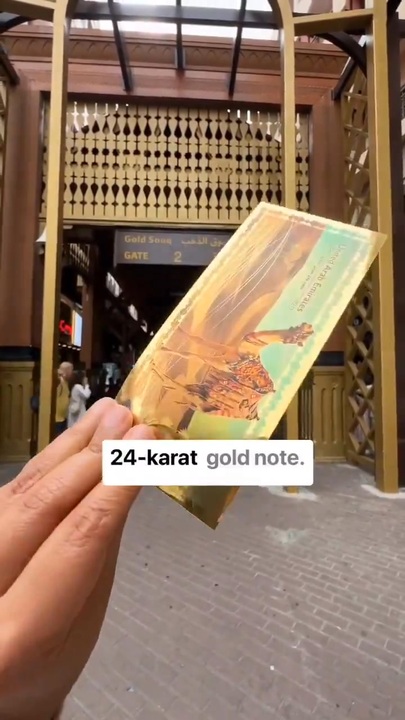 Gold Souq سوق الذهب
GATE 2
United Arab Emirates
24-karat gold note.